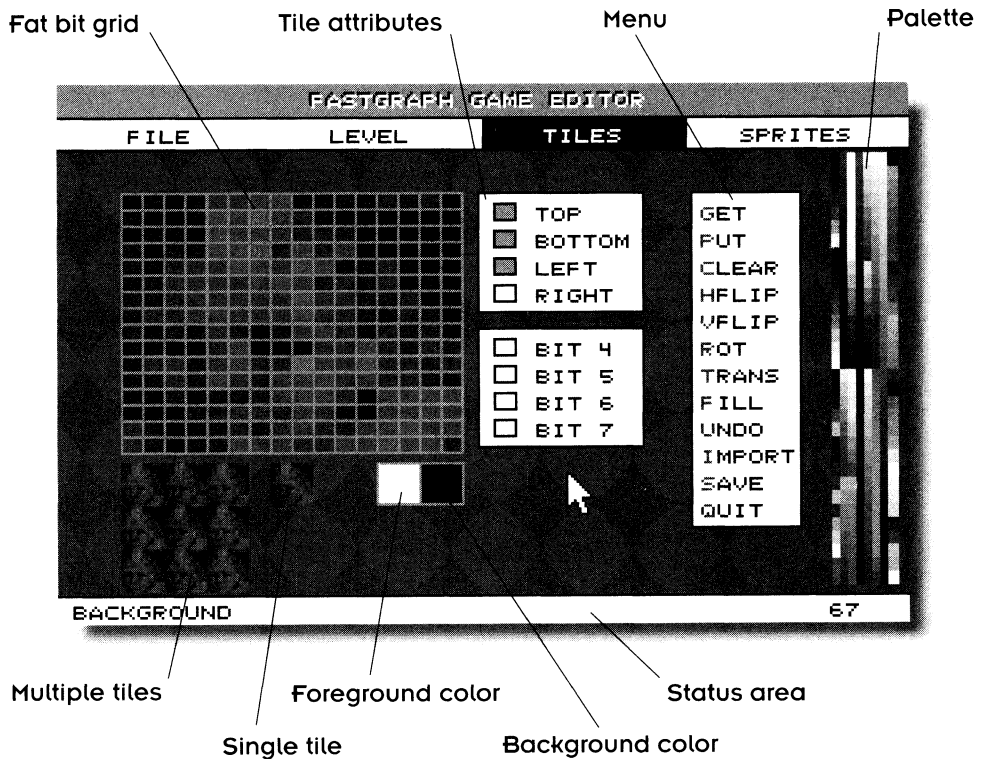 Fat bit grid
Tile attributes
Menu
Palette
FASTGRAPH GAME EDITOR
FILE
LEVEL
TILES
SPRITES
TOP
BOTTOM
LEFT
RIGHT
BIT 4
BIT 5
BIT 6
BIT 7
GET
PUT
CLEAR
HFLIP
VFLIP
ROT
TRANS
FILL
UNDO
IMPORT
SAVE
QUIT
BACKGROUND
67
Multiple tiles
Foreground color
Status area
Single tile
Background color